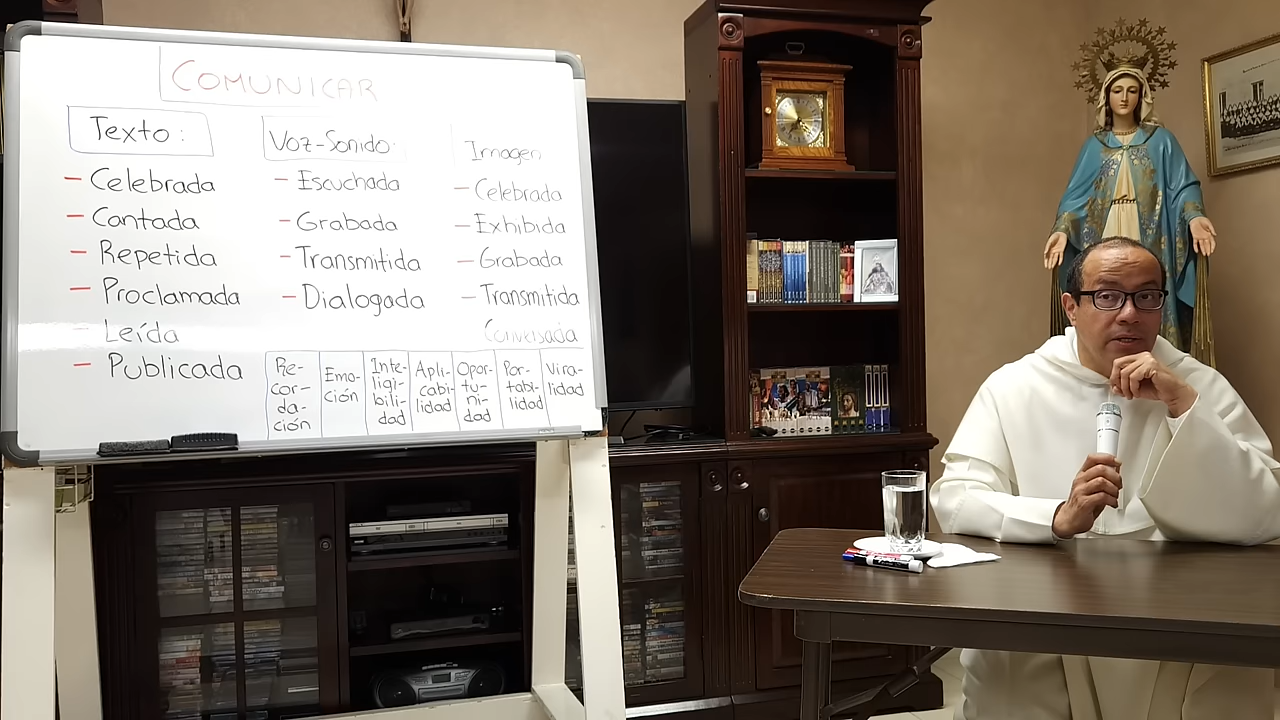 COMUNICAR
Texto:
- Celebrada
- Cantada
- Repetida
- Proclamada
- Leída
- Publicada
Voz-Sonido:
- Escuchada
- Grabada
- Transmitida
- Dialogada
Imagen
- Celebrada
- Exhibida
- Grabada
- Transmitida
Conversada
Re-
cor-
da-
ción
Emo-
ción
Inte-
ligi-
bili-
dad
Apli-
cabi-
lidad
Opor-
tu-
ni-
dad
Por-
tabi-
lidad
Vira-
lidad